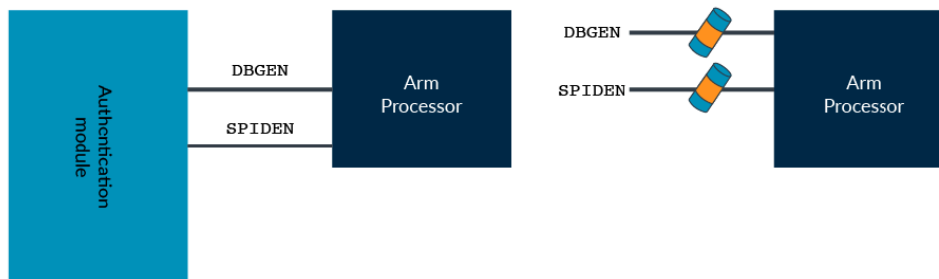 Authentication
module
DBGEN
SPIDEN
Arm
Processor
DBGEN
SPIDEN
Arm
Processor